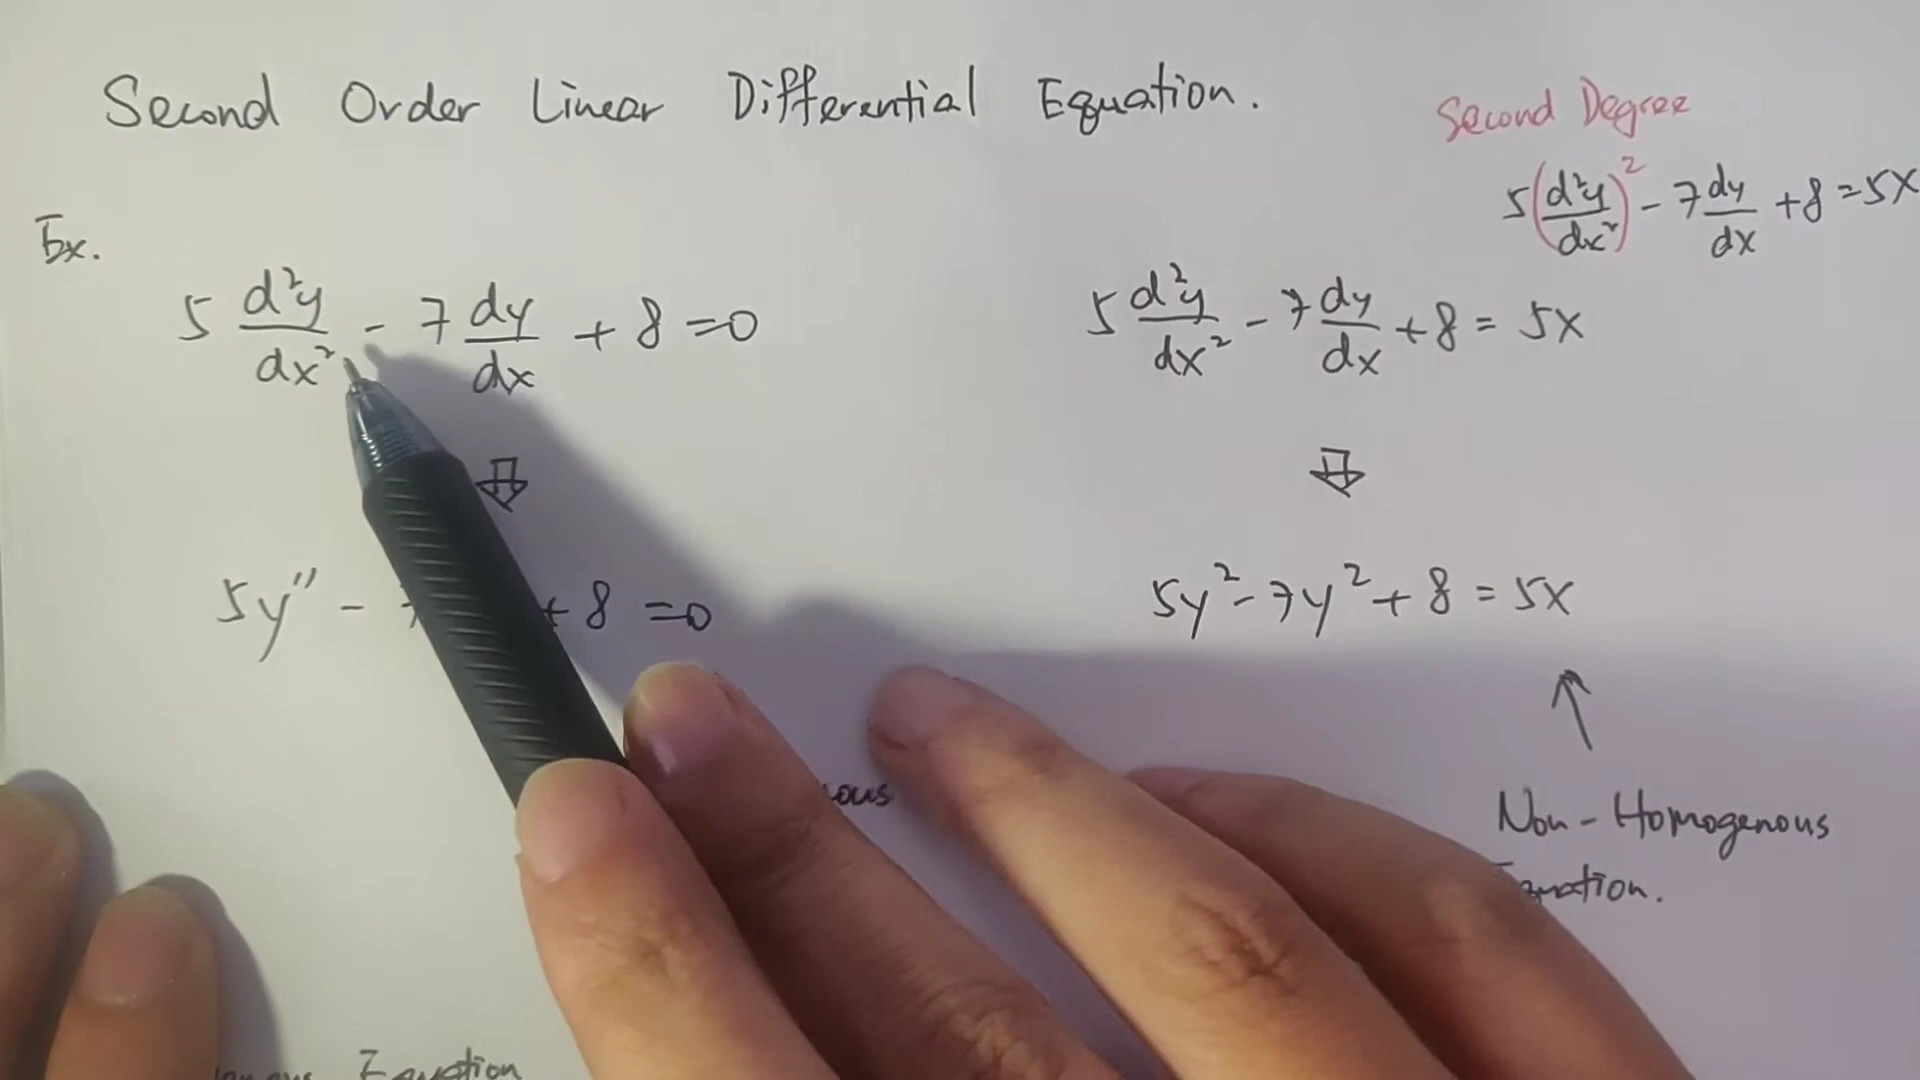 Second Order Linear Differential Equation.
Second Degree
5(d²y/dx²)² - 7 dy/dx + 8 = 5x
Ex.
5 d²y/dx² - 7 dy/dx + 8 = 0
5 d²y/dx² - 7 dy/dx + 8 = 5x
5y'' - + 8 = 0
5y² - 7y² + 8 = 5x
Non-Homogenous
Equation.